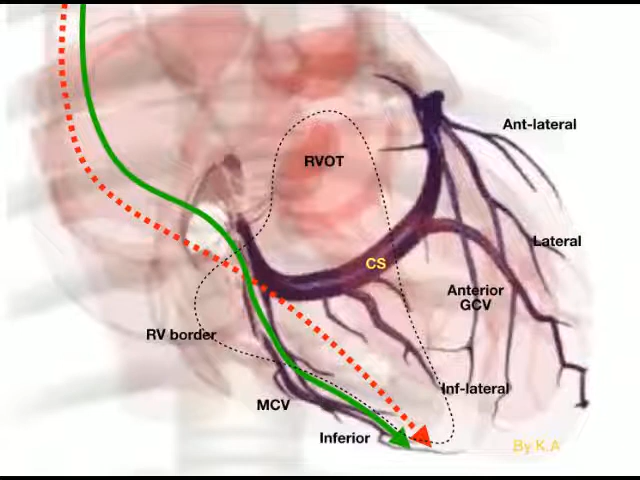 Ant-lateral
RVOT
Lateral
CS
Anterior
GCV
RV border
Inf-lateral
MCV
Inferior
By K.A